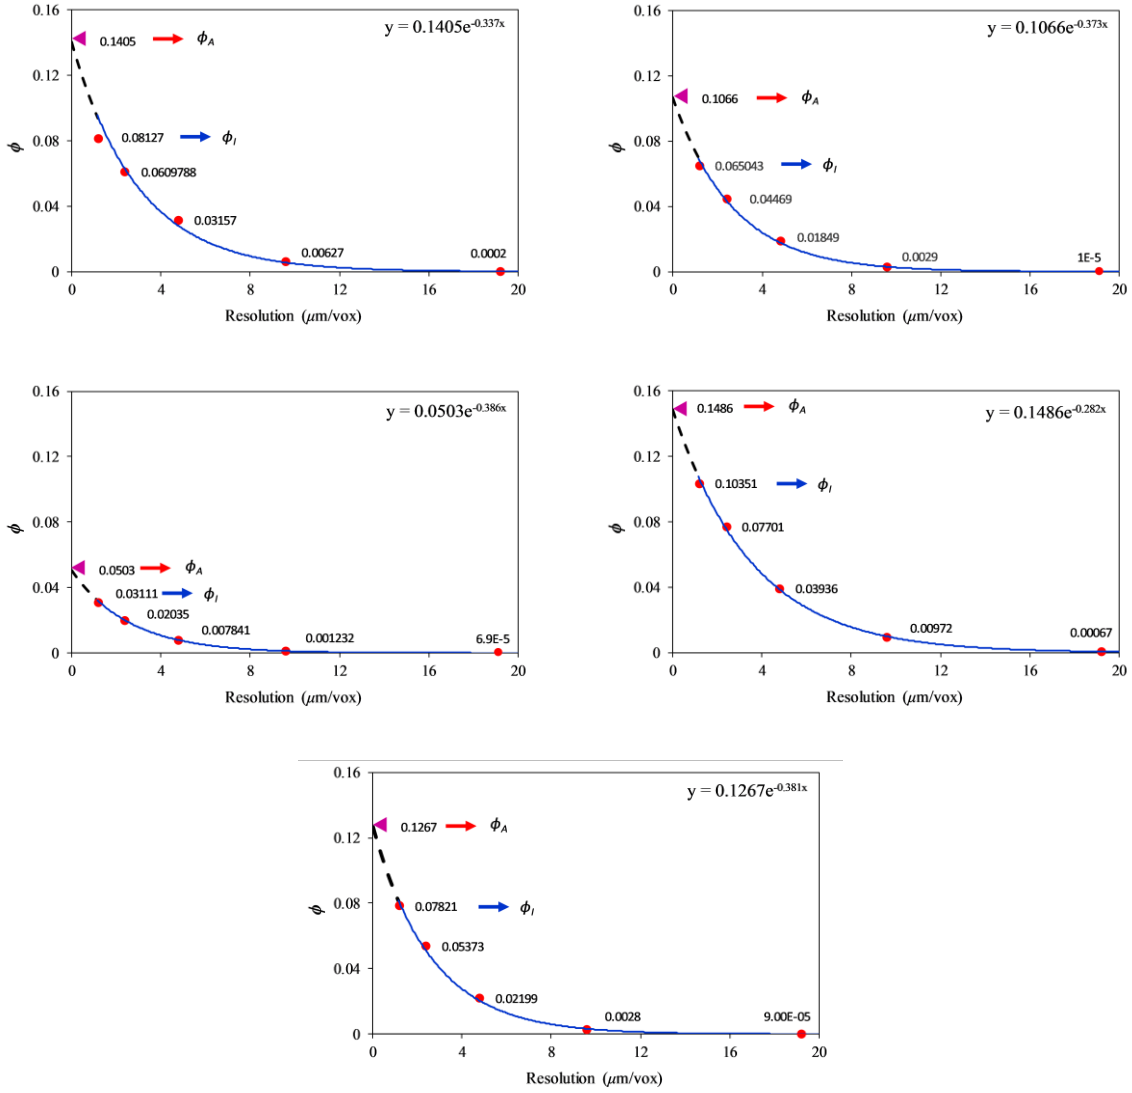 y = 0.1405e^-0.337x
0.16
0.1405 ϕA
0.12
0.08127 ϕI
0.08
0.0609788
ϕ
0.03157
0.04
0.00627
0.0002
0
0 4 8 12 16 20
Resolution (μm/vox)
y = 0.1066e^-0.373x
0.16
0.12
0.1066 ϕA
0.08
0.065043 ϕI
ϕ
0.04469
0.04
0.01849
0.0029
1E-5
0
0 4 8 12 16 20
Resolution (μm/vox)
y = 0.0503e^-0.386x
0.16
0.12
0.08
ϕ
0.0503 ϕA
0.04
0.03111 ϕI
0.02035
0.007841
0.001232
6.9E-5
0
0 4 8 12 16 20
Resolution (μm/vox)
y = 0.1486e^-0.282x
0.16
0.1486 ϕA
0.12
0.10351 ϕI
0.08
0.07701
ϕ
0.03936
0.04
0.00972
0.00067
0
0 4 8 12 16 20
Resolution (μm/vox)
y = 0.1267e^-0.381x
0.16
0.1267 ϕA
0.12
0.07821 ϕI
0.08
ϕ
0.05373
0.04
0.02199
0.0028
9.00E-05
0
0 4 8 12 16 20
Resolution (μm/vox)